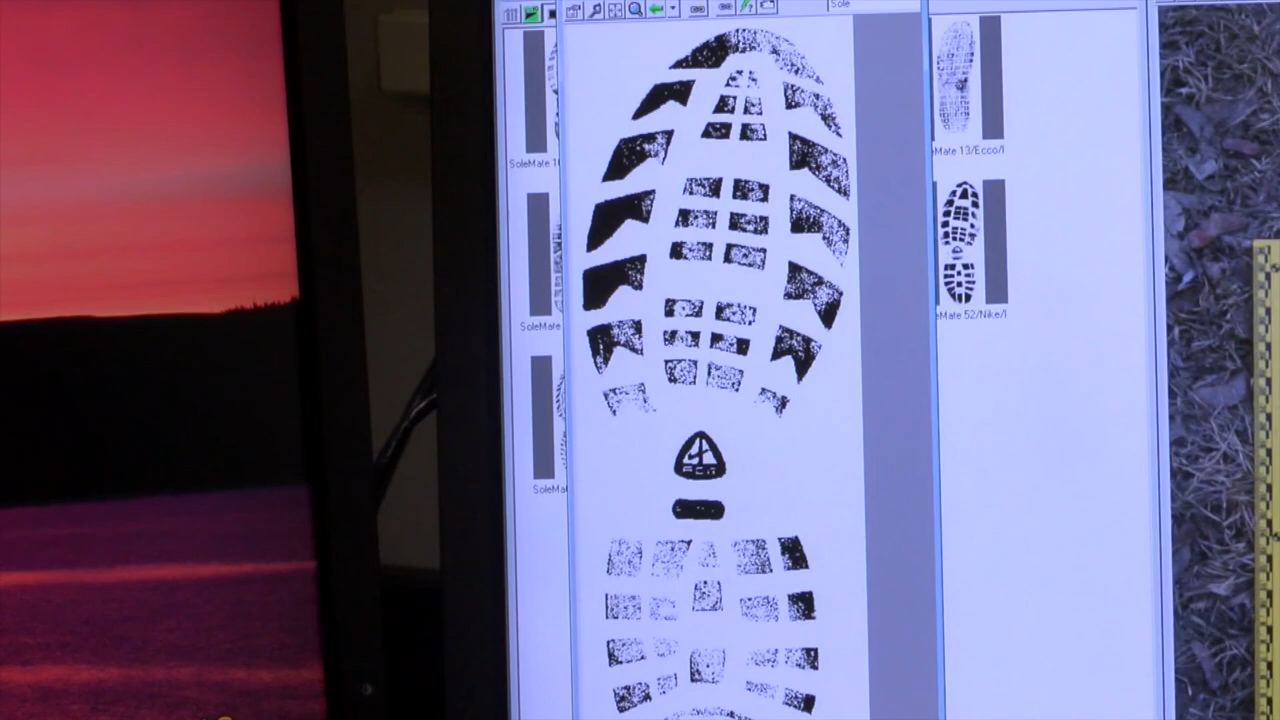 Sole
SoleMate 1
eMate 13/Ecco/I
SoleMate
eMate 52/Nike/I
SoleMat
ACG